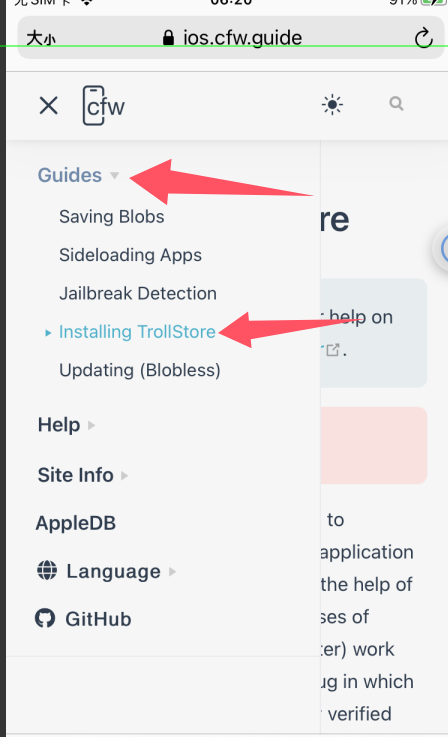 无SIM卡 06:20 91%
大小 ios.cfw.guide
cfw
Guides
Saving Blobs
re
Sideloading Apps
Jailbreak Detection
help on
Installing TrollStore
.
Updating (Blobless)
Help
Site Info
AppleDB
to
application
Language
the help of
GitHub
ses of
ter) work
ug in which
verified